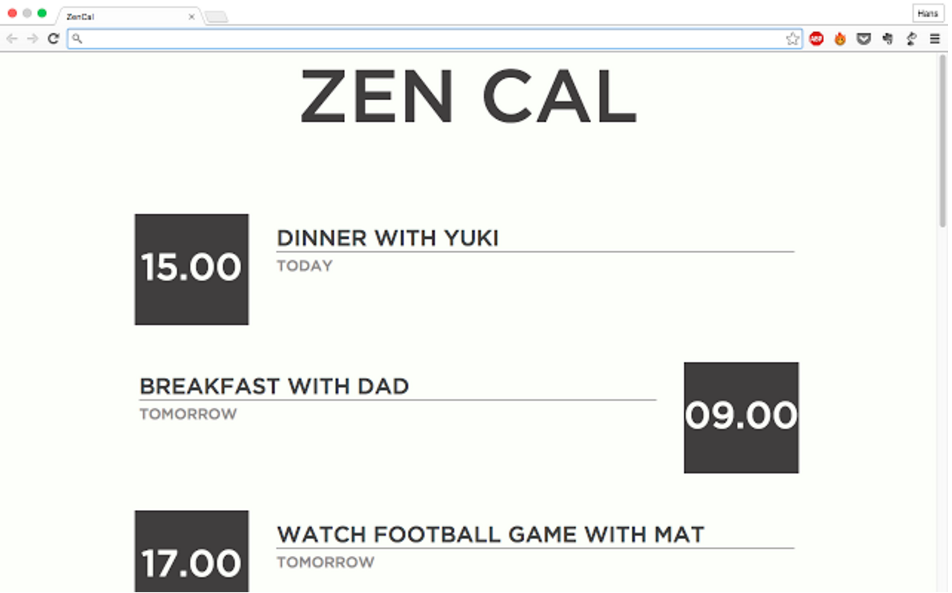 ZenCal
Hans
ABP
ZEN CAL
15.00
DINNER WITH YUKI
TODAY
BREAKFAST WITH DAD
TOMORROW
09.00
17.00
WATCH FOOTBALL GAME WITH MAT
TOMORROW